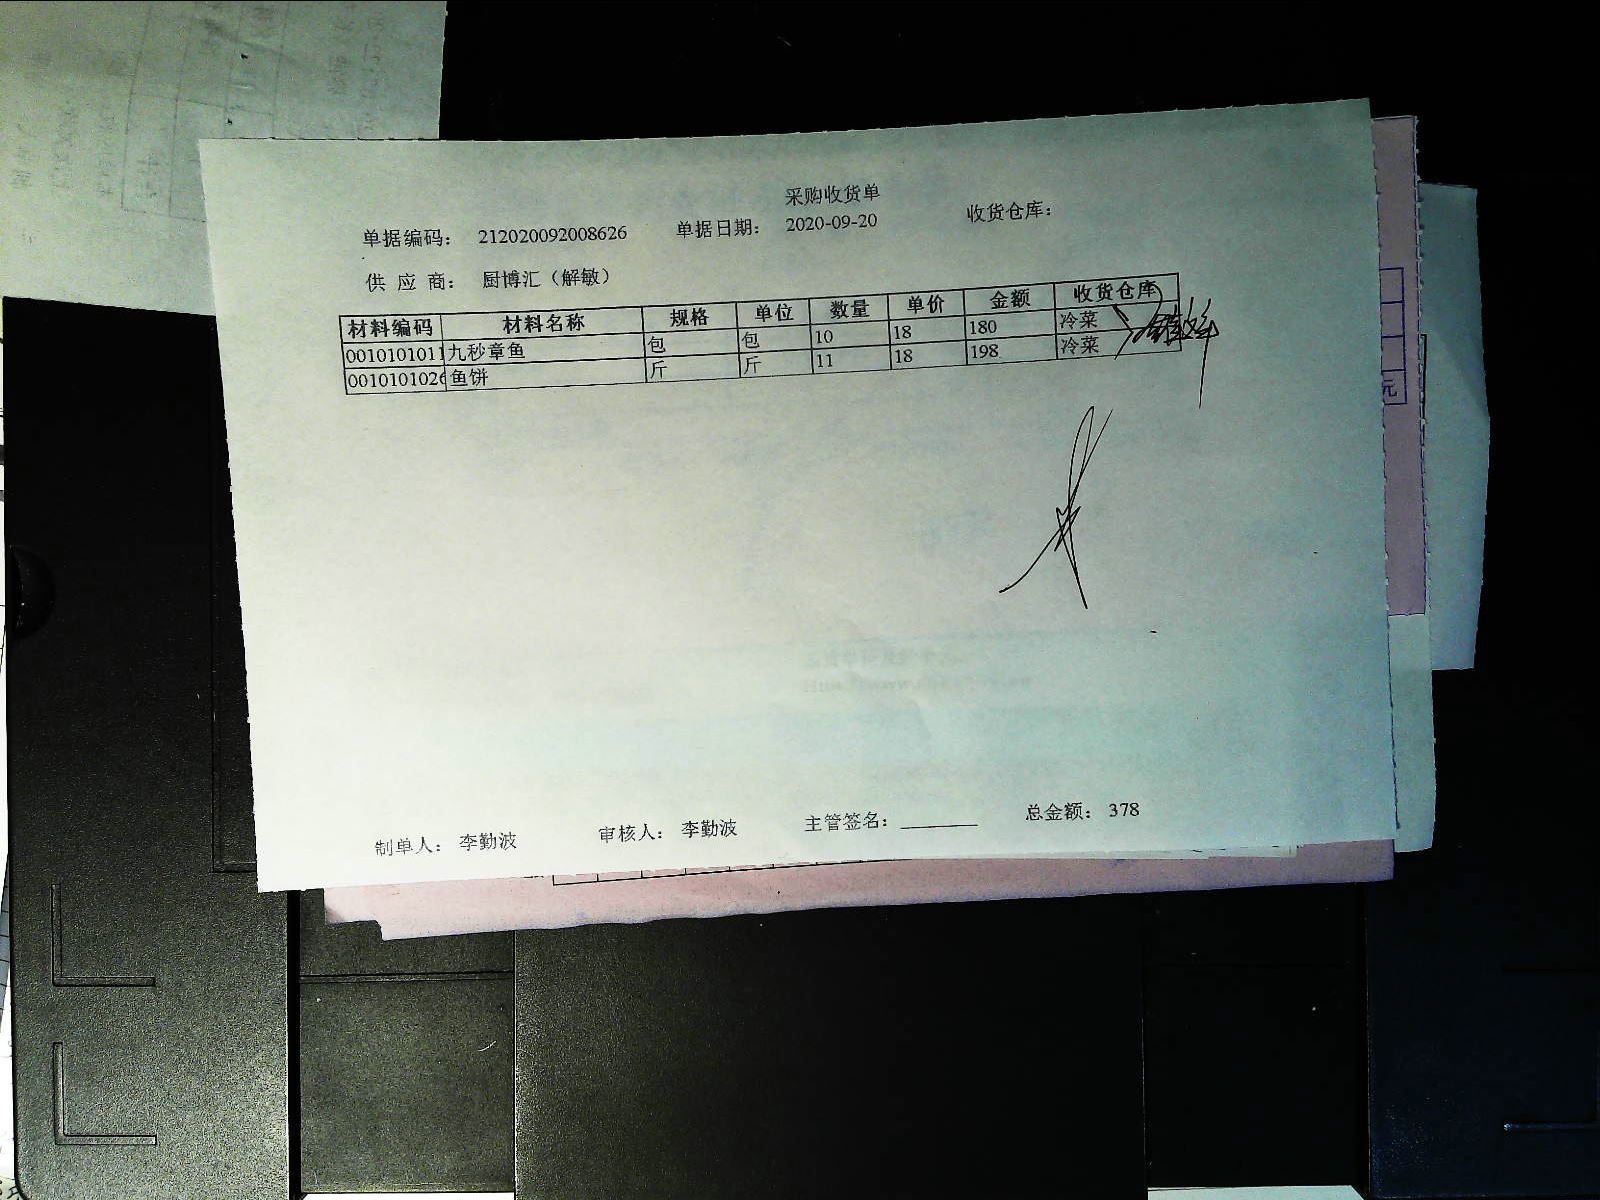 采购收货单
单据编码： 212020092008626 单据日期： 2020-09-20 收货仓库：
供 应 商： 厨博汇（解敏）
材料编码 材料名称 规格 单位 数量 单价 金额 收货仓库
0010101011 九秒章鱼 包 包 10 18 180 冷菜
0010101026 鱼饼 斤 斤 11 18 198 冷菜
元
制单人： 李勤波 审核人： 李勤波 主管签名： 总金额： 378